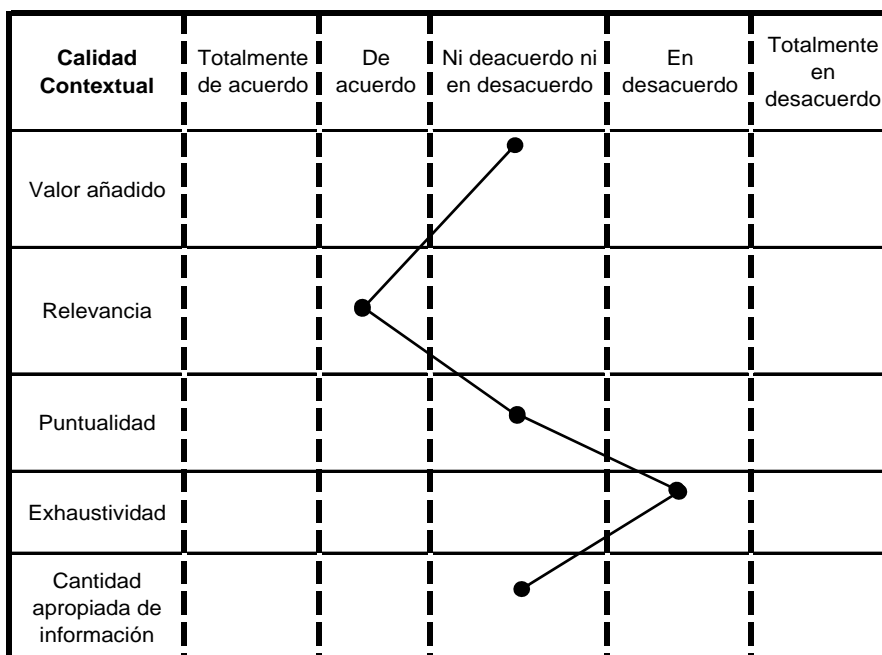 Calidad
Contextual
Totalmente
de acuerdo
De
acuerdo
Ni deacuerdo ni
en desacuerdo
En
desacuerdo
Totalmente
en
desacuerdo
Valor añadido
Relevancia
Puntualidad
Exhaustividad
Cantidad
apropiada de
información